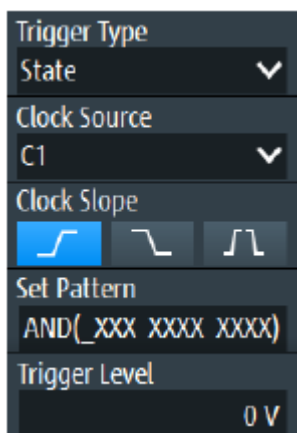 Trigger Type
State
Clock Source
C1
Clock Slope
Set Pattern
AND(_XXX XXXX XXXX)
Trigger Level
0 V